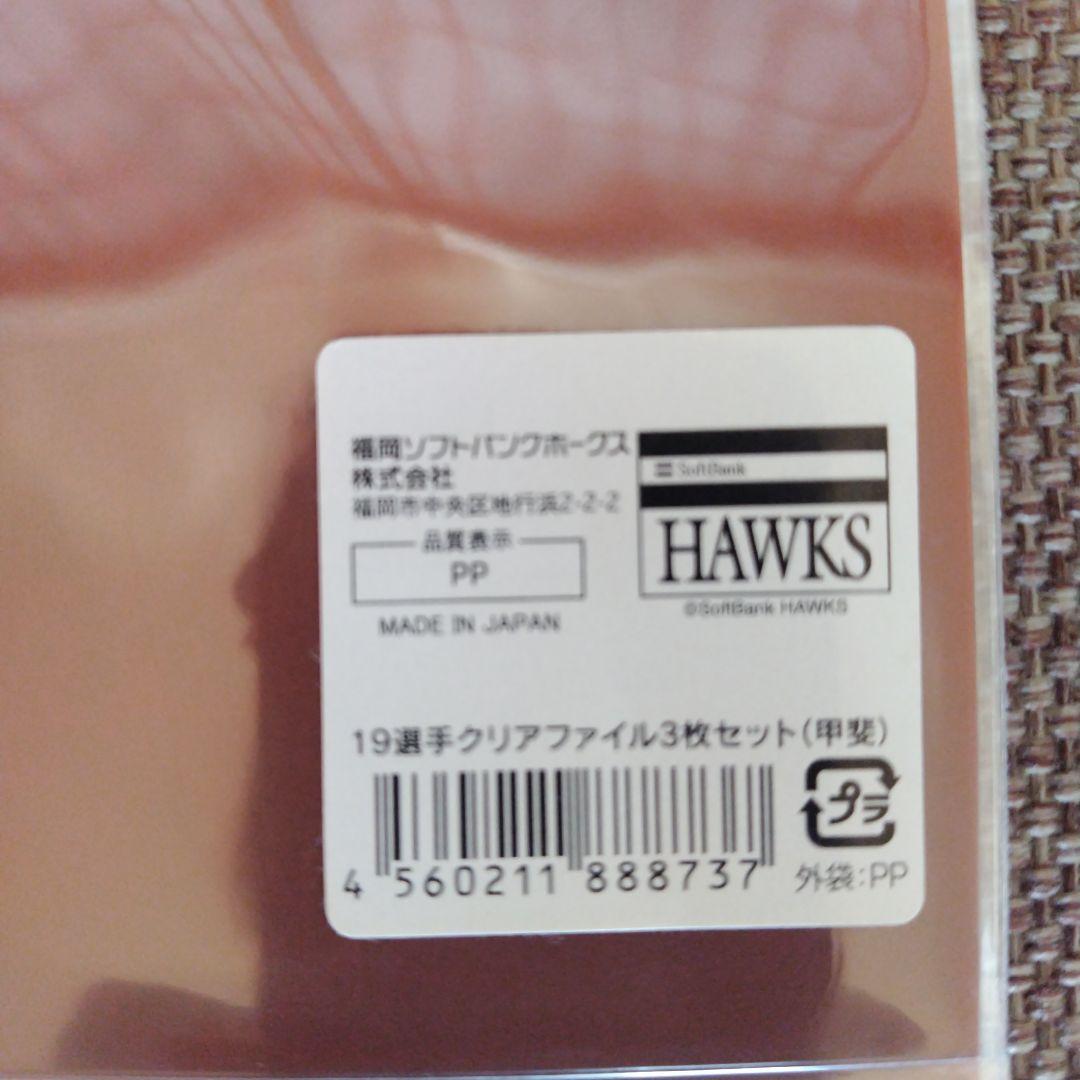 福岡ソフトバンクホークス
株式会社
福岡市中央区地行浜2-2-2
品質表示
PP
MADE IN JAPAN
SoftBank
HAWKS
©SoftBank HAWKS
19選手クリアファイル3枚セット(甲斐)
プラ
4 560211 888737
外袋:PP